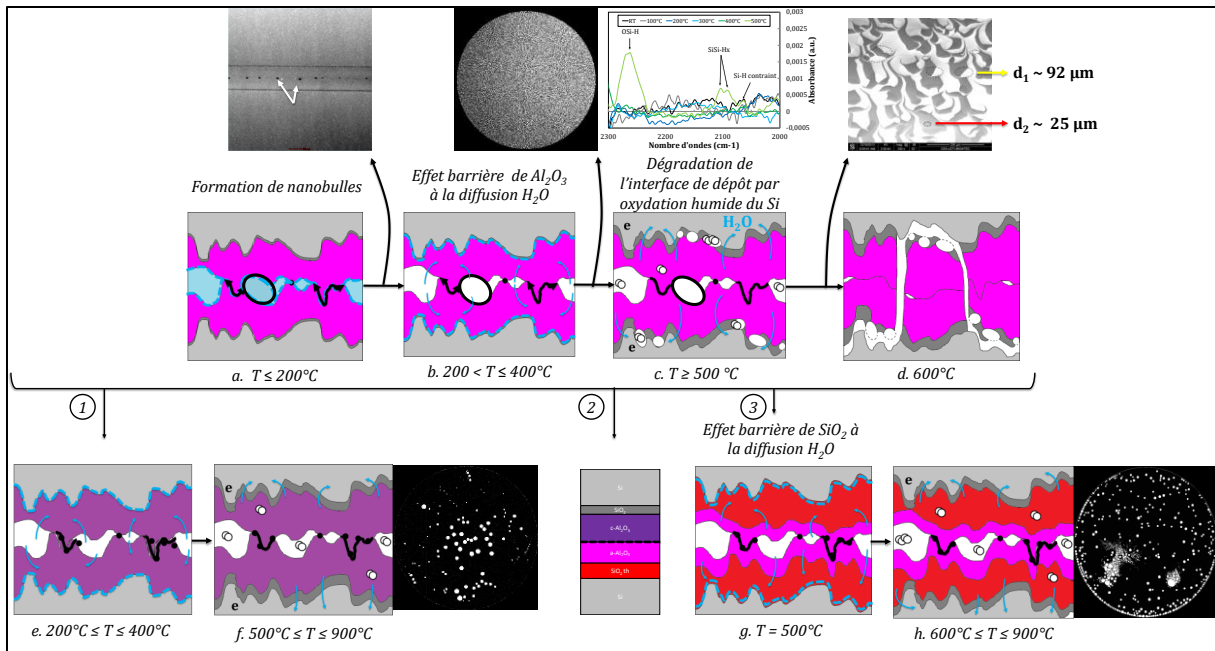 RT 100°C 200°C 300°C 400°C 500°C
0,003
0,0025
0,002
0,0015
0,001
0,0005
0
-0,0005
Absorbance (a.u.)
OSi-H
SiSi-Hx
Si-H contraint
2300 2200 2100 2000
Nombre d'ondes (cm-1)
d1 ~ 92 µm
d2 ~ 25 µm
Formation de nanobulles
Effet barrière de Al2O3
à la diffusion H2O
Dégradation de
l'interface de dépôt par
oxydation humide du Si
e
H2O
e
a. T ≤ 200°C
b. 200 < T ≤ 400°C
c. T ≥ 500 °C
d. 600°C
1
2
3
Effet barrière de SiO2 à
la diffusion H2O
e
e
Si
SiO2
c-Al2O3
a-Al2O3
SiO2 th
Si
e
e
e. 200°C ≤ T ≤ 400°C
f. 500°C ≤ T ≤ 900°C
g. T = 500°C
h. 600°C ≤ T ≤ 900°C